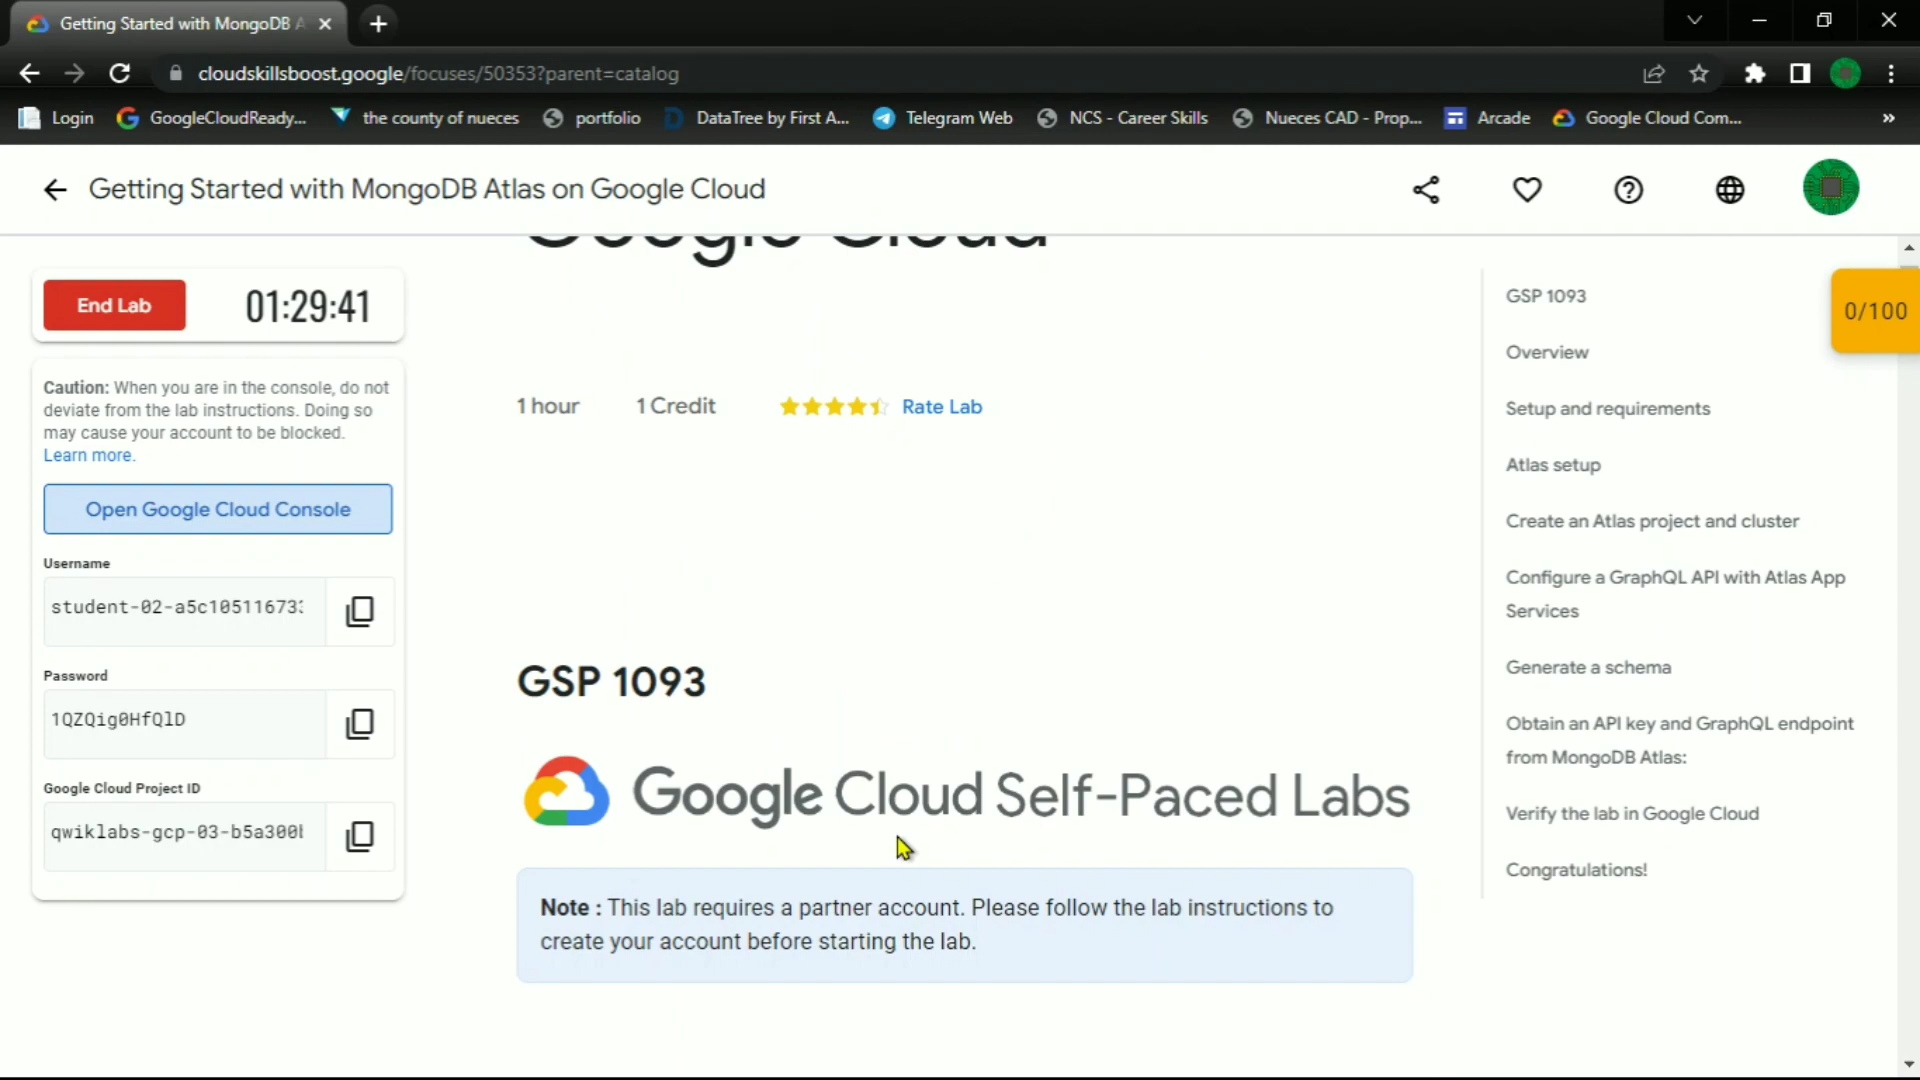 Getting Started with MongoDB A
cloudskillsboost.google/focuses/50353?parent=catalog
Login
GoogleCloudReady...
the county of nueces
portfolio
DataTree by First A...
Telegram Web
NCS - Career Skills
Nueces CAD - Prop...
Arcade
Google Cloud Com...
»
Getting Started with MongoDB Atlas on Google Cloud
Google Cloud
End Lab
01:29:41
Caution: When you are in the console, do not
deviate from the lab instructions. Doing so
may cause your account to be blocked.
Learn more.
Open Google Cloud Console
Username
student-02-a5c10511673
Password
1QZQig0HfQlD
Google Cloud Project ID
qwiklabs-gcp-03-b5a300
1 hour
1 Credit
Rate Lab
GSP 1093
Google Cloud Self-Paced Labs
Note : This lab requires a partner account. Please follow the lab instructions to
create your account before starting the lab.
GSP 1093
Overview
Setup and requirements
Atlas setup
Create an Atlas project and cluster
Configure a GraphQL API with Atlas App
Services
Generate a schema
Obtain an API key and GraphQL endpoint
from MongoDB Atlas:
Verify the lab in Google Cloud
Congratulations!
0/100